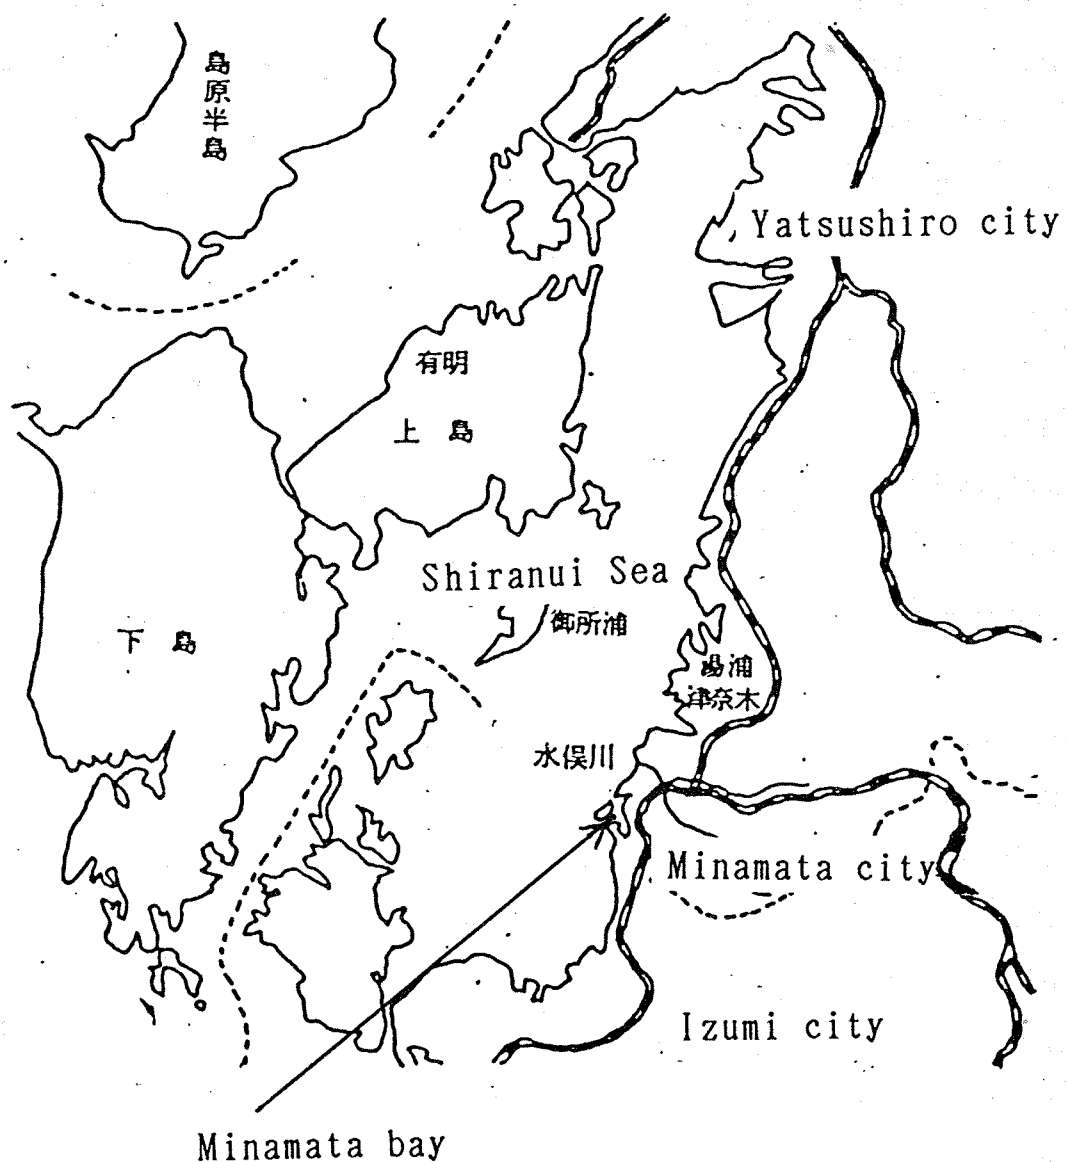 島原半島
Yatsushiro city
有明
上島
Shiranui Sea
御所浦
下島
湯浦
津奈木
水俣川
Minamata city
Izumi city
Minamata bay